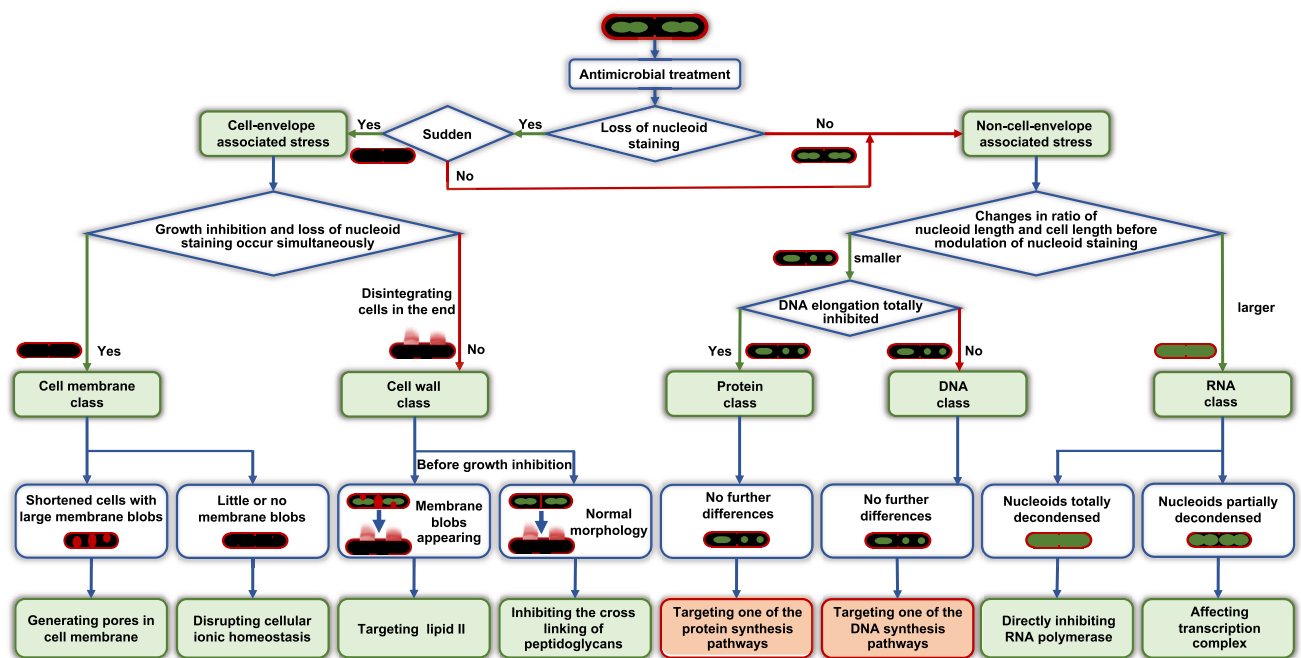 Antimicrobial treatment
Cell-envelope
associated stress
Yes
Sudden
Yes
Loss of nucleoid
staining
No
Non-cell-envelope
associated stress
No
Growth inhibition and loss of nucleoid
staining occur simultaneously
Changes in ratio of
nucleoid length and cell length before
modulation of nucleoid staining
smaller
Disintegrating
cells in the end
DNA elongation totally
inhibited
larger
Yes
No
Yes
No
Cell membrane
class
Cell wall
class
Protein
class
DNA
class
RNA
class
Before growth inhibition
Shortened cells with
large membrane blobs
Little or no
membrane blobs
Membrane
blobs
appearing
Normal
morphology
No further
differences
No further
differences
Nucleoids totally
decondensed
Nucleoids partially
decondensed
Generating pores in
cell membrane
Disrupting cellular
ionic homeostasis
Targeting lipid II
Inhibiting the cross
linking of
peptidoglycans
Targeting one of the
protein synthesis
pathways
Targeting one of the
DNA synthesis
pathways
Directly inhibiting
RNA polymerase
Affecting
transcription
complex